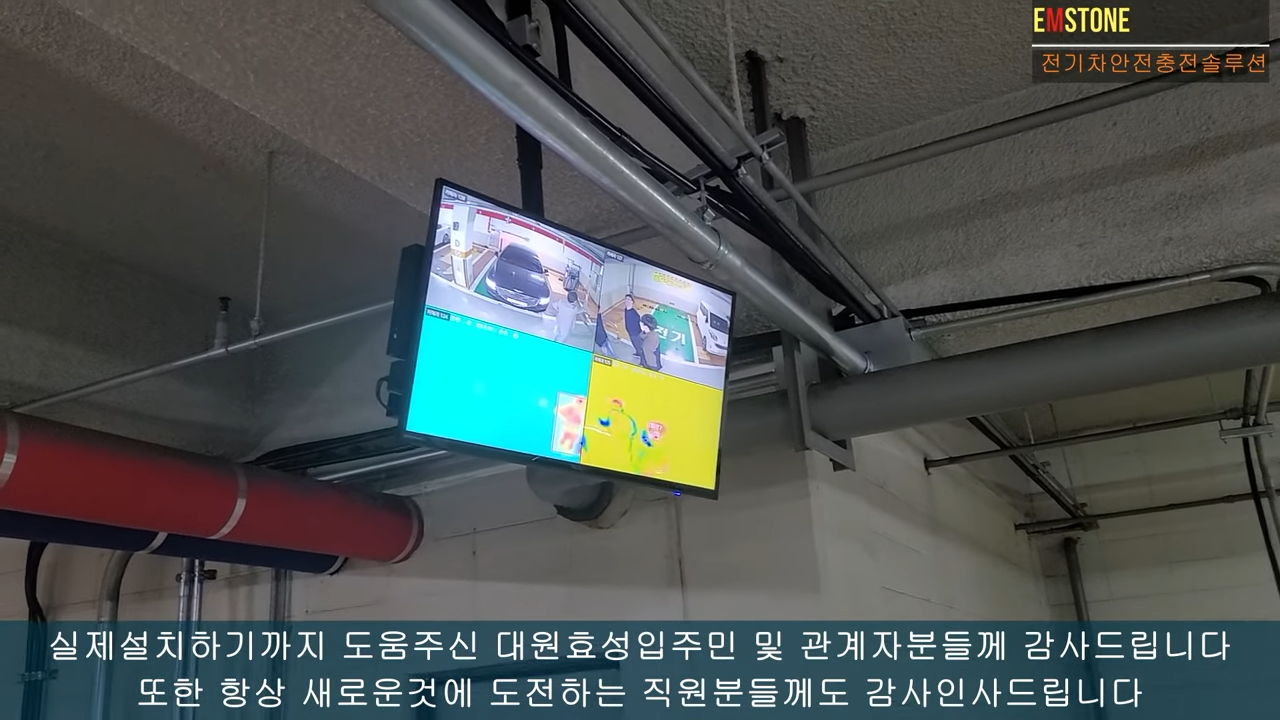 EMSTONE
전기차안전충전솔루션
전기
실제설치하기까지 도움주신 대원효성입주민 및 관계자분들께 감사드립니다
또한 항상 새로운것에 도전하는 직원분들께도 감사인사드립니다